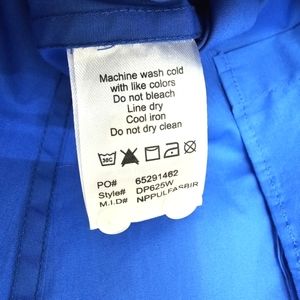 Machine wash cold
with like colors
Do not bleach
Line dry
Cool iron
Do not dry clean
30C
PO# 65291462
Style# DP625W
M.I.D# NPPULFASBIR